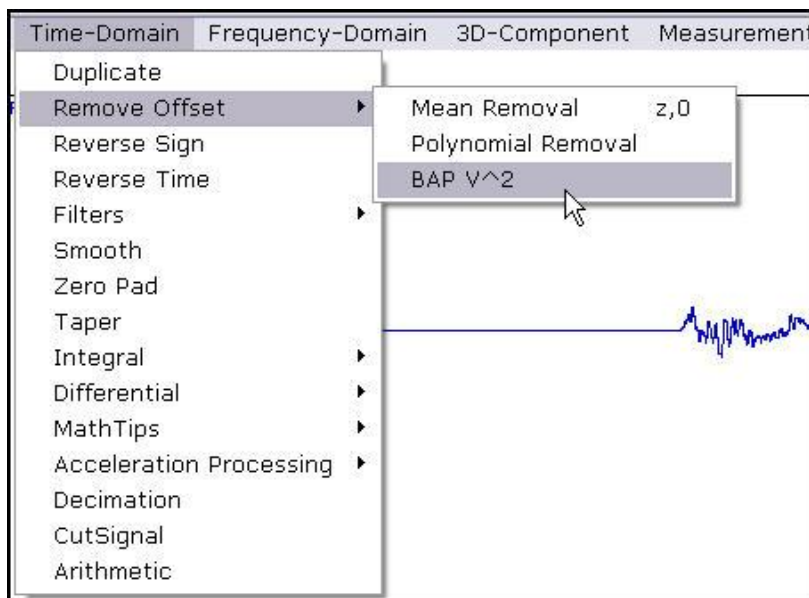 Time-Domain Frequency-Domain 3D-Component Measurement
Duplicate
Remove Offset
Mean Removal z,0
Reverse Sign
Polynomial Removal
Reverse Time
BAP V^2
Filters
Smooth
Zero Pad
Taper
Integral
Differential
MathTips
Acceleration Processing
Decimation
CutSignal
Arithmetic